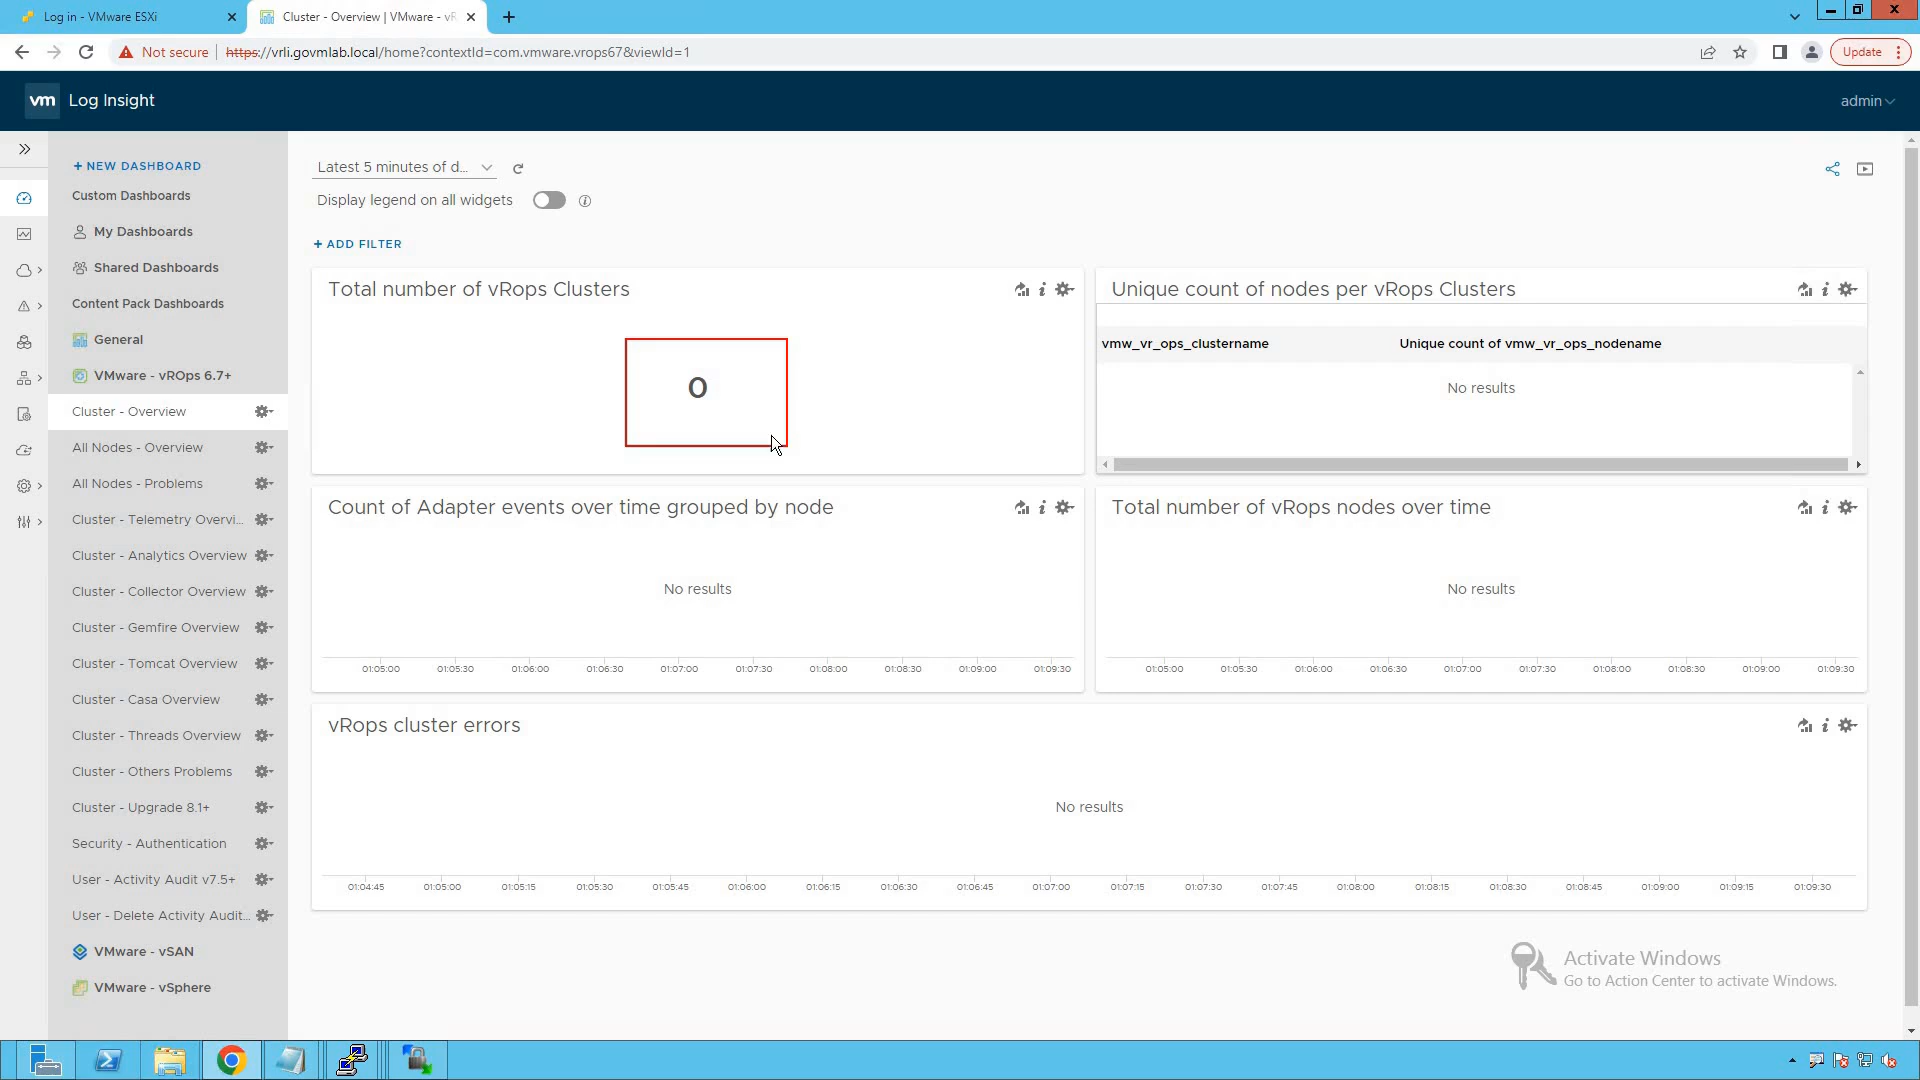 Log in - VMware ESXi
Cluster - Overview | VMware - vR
Not secure
https://vrli.govmlab.local/home?contextId=com.vmware.vrops67&viewId=1
Update
vm Log Insight
admin
+ NEW DASHBOARD
Custom Dashboards
My Dashboards
Shared Dashboards
Content Pack Dashboards
General
VMware - vROps 6.7+
Cluster - Overview
All Nodes - Overview
All Nodes - Problems
Cluster - Telemetry Overvi...
Cluster - Analytics Overview
Cluster - Collector Overview
Cluster - Gemfire Overview
Cluster - Tomcat Overview
Cluster - Casa Overview
Cluster - Threads Overview
Cluster - Others Problems
Cluster - Upgrade 8.1+
Security - Authentication
User - Activity Audit v7.5+
User - Delete Activity Audit...
VMware - vSAN
VMware - vSphere
Latest 5 minutes of d...
Display legend on all widgets
+ ADD FILTER
Total number of vRops Clusters
0
Unique count of nodes per vRops Clusters
vmw_vr_ops_clustername Unique count of vmw_vr_ops_nodename
No results
Count of Adapter events over time grouped by node
No results
01:05:00 01:05:30 01:06:00 01:06:30 01:07:00 01:07:30 01:08:00 01:08:30 01:09:00 01:09:30
Total number of vRops nodes over time
No results
01:05:00 01:05:30 01:06:00 01:06:30 01:07:00 01:07:30 01:08:00 01:08:30 01:09:00 01:09:30
vRops cluster errors
No results
01:04:45 01:05:00 01:05:15 01:05:30 01:05:45 01:06:00 01:06:15 01:06:30 01:06:45 01:07:00 01:07:15 01:07:30 01:07:45 01:08:00 01:08:15 01:08:30 01:08:45 01:09:00 01:09:15 01:09:30
Activate Windows
Go to Action Center to activate Windows.